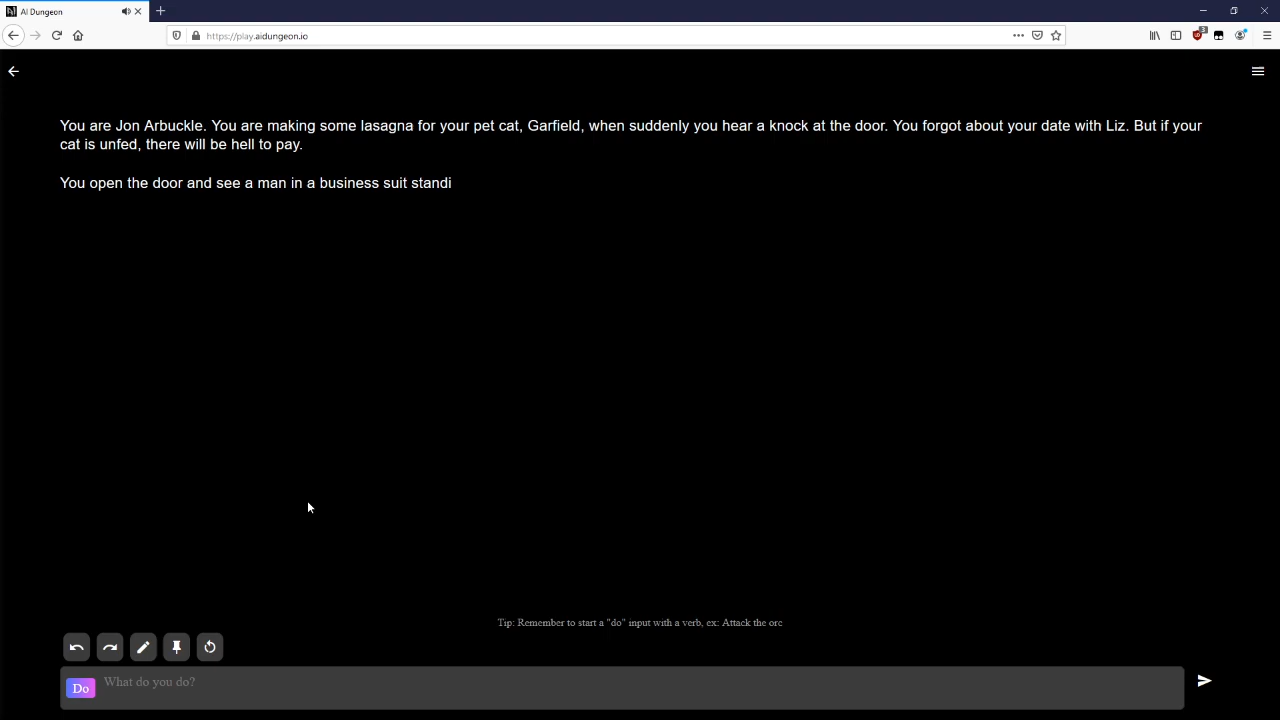 AI Dungeon
https://play.aidungeon.io
You are Jon Arbuckle. You are making some lasagna for your pet cat, Garfield, when suddenly you hear a knock at the door. You forgot about your date with Liz. But if your
cat is unfed, there will be hell to pay.
You open the door and see a man in a business suit standi
Tip: Remember to start a "do" input with a verb, ex: Attack the orc
Do What do you do?